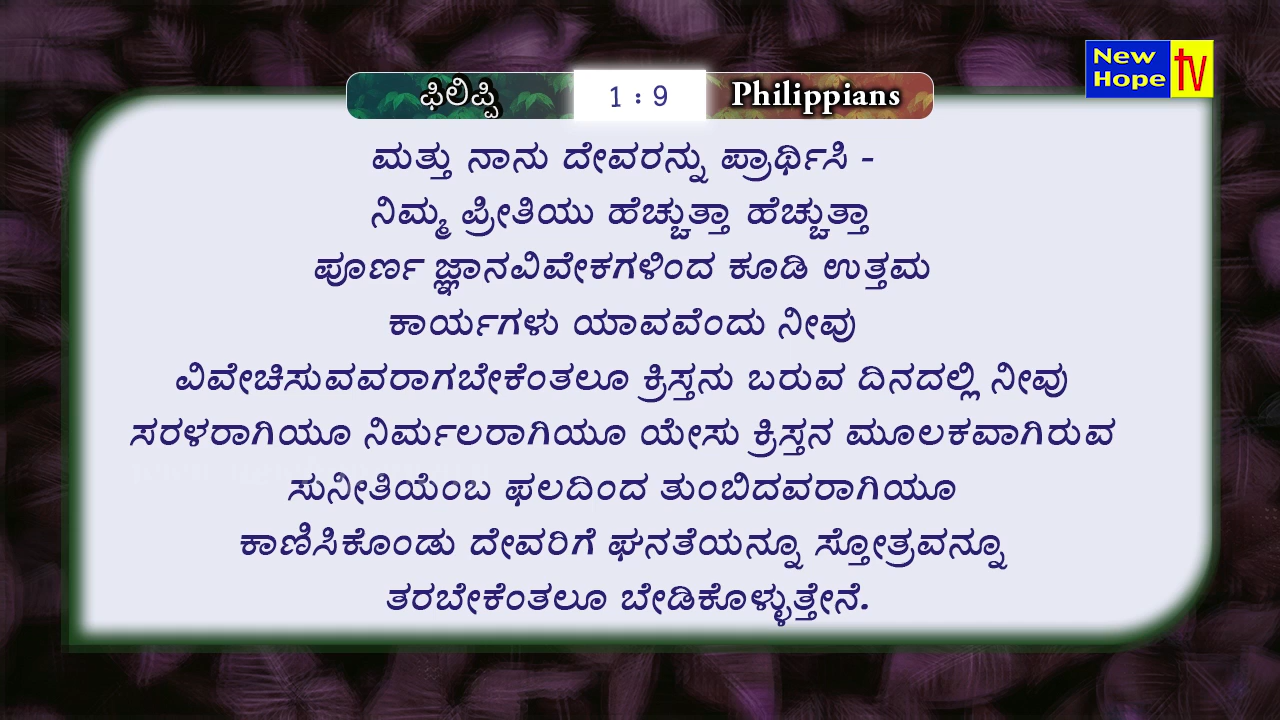 New
Hope
TV
ಫಿಲಿಪ್ಪಿ 1 : 9 Philippians
ಮತ್ತು ನಾನು ದೇವರನ್ನು ಪ್ರಾರ್ಥಿಸಿ -
ನಿಮ್ಮ ಪ್ರೀತಿಯು ಹೆಚ್ಚುತ್ತಾ ಹೆಚ್ಚುತ್ತಾ
ಪೂರ್ಣ ಜ್ಞಾನವಿವೇಕಗಳಿಂದ ಕೂಡಿ ಉತ್ತಮ
ಕಾರ್ಯಗಳು ಯಾವವೆಂದು ನೀವು
ವಿವೇಚಿಸುವವರಾಗಬೇಕೆಂತಲೂ ಕ್ರಿಸ್ತನು ಬರುವ ದಿನದಲ್ಲಿ ನೀವು
ಸರಳರಾಗಿಯೂ ನಿರ್ಮಲರಾಗಿಯೂ ಯೇಸು ಕ್ರಿಸ್ತನ ಮೂಲಕವಾಗಿರುವ
ಸುನೀತಿಯೆಂಬ ಫಲದಿಂದ ತುಂಬಿದವರಾಗಿಯೂ
ಕಾಣಿಸಿಕೊಂಡು ದೇವರಿಗೆ ಘನತೆಯನ್ನೂ ಸ್ತೋತ್ರವನ್ನೂ
ತರಬೇಕೆಂತಲೂ ಬೇಡಿಕೊಳ್ಳುತ್ತೇನೆ.